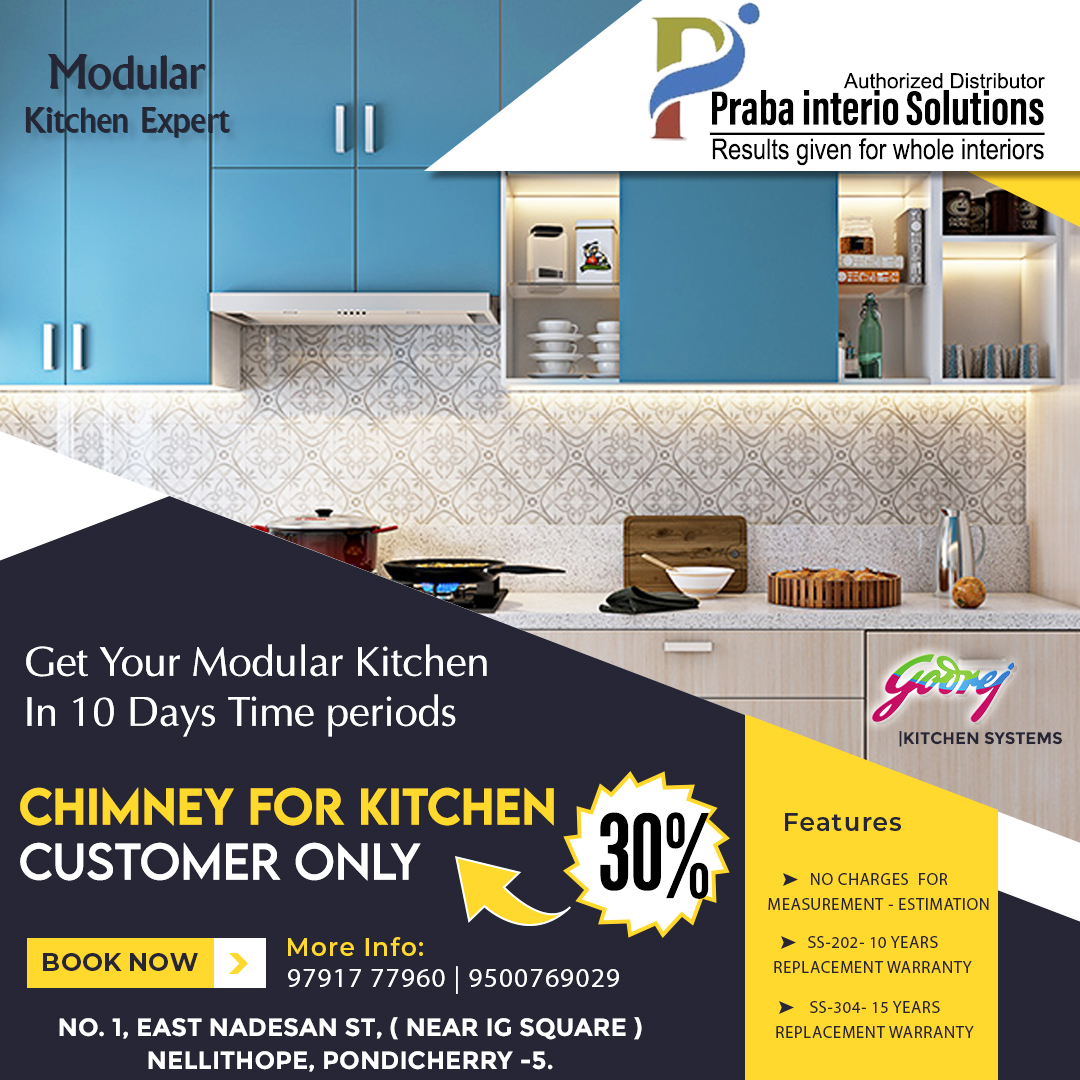 Modular
Kitchen Expert
Authorized Distributor
Praba interio Solutions
Results given for whole interiors
Get Your Modular Kitchen
In 10 Days Time periods
Godrej
|KITCHEN SYSTEMS
CHIMNEY FOR KITCHEN
CUSTOMER ONLY
30%
BOOK NOW
More Info:
97917 77960 | 9500769029
NO. 1, EAST NADESAN ST, ( NEAR IG SQUARE )
NELLITHOPE, PONDICHERRY -5.
Features
➤ NO CHARGES FOR
MEASUREMENT - ESTIMATION
➤ SS-202- 10 YEARS
REPLACEMENT WARRANTY
➤ SS-304- 15 YEARS
REPLACEMENT WARRANTY